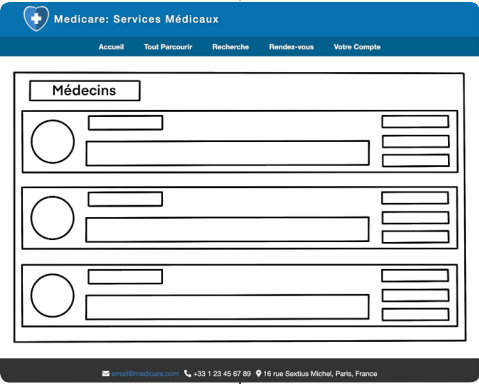 Medicare: Services Médicaux
Accueil Tout Parcourir Recherche Rendez-vous Votre Compte
Médecins
email@medicare.com +33 1 23 45 67 89 16 rue Sextius Michel, Paris, France